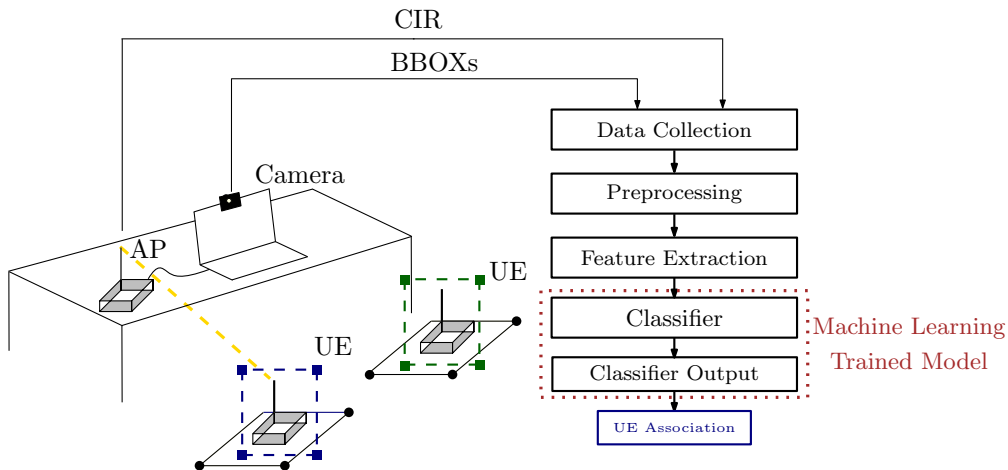 CIR
BBOXs
Camera
AP
UE
UE
Data Collection
Preprocessing
Feature Extraction
Classifier
Classifier Output
UE Association
Machine Learning
Trained Model